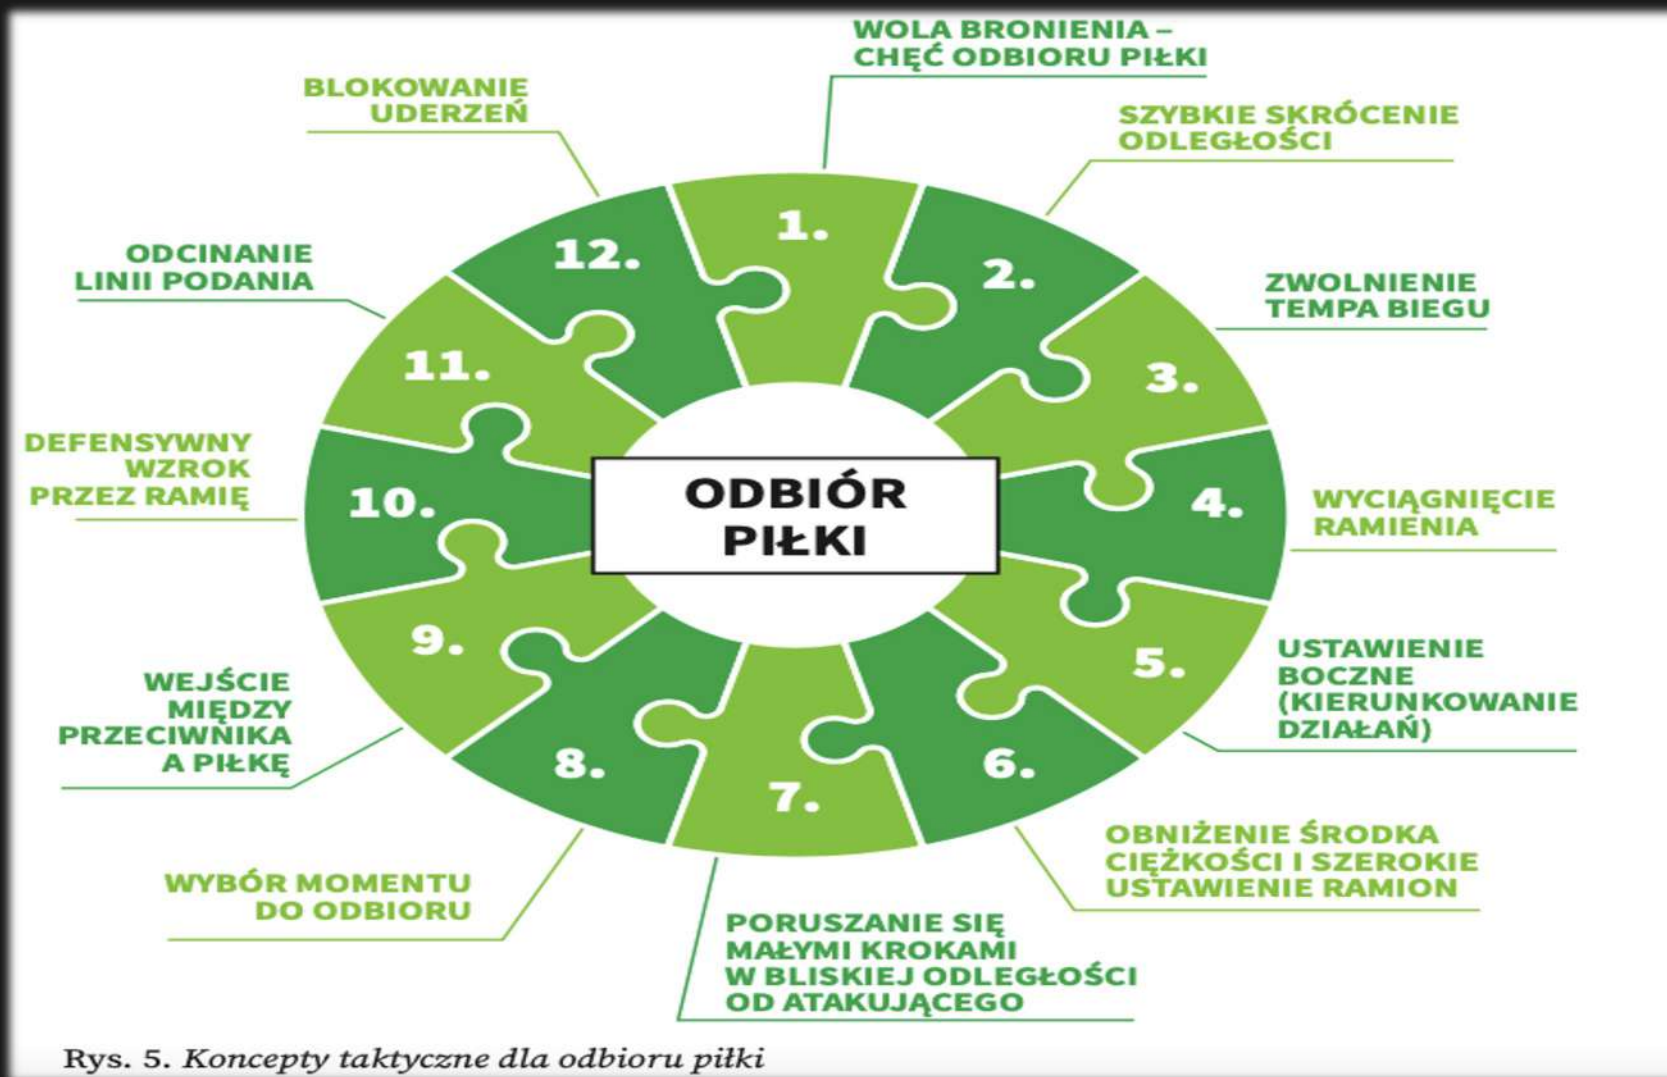 WOLA BRONIENIA –
CHĘĆ ODBIORU PIŁKI
BLOKOWANIE
UDERZEŃ
SZYBKIE SKRÓCENIE
ODLEGŁOŚCI
ODCINANIE
LINII PODANIA
ZWOLNIENIE
TEMPA BIEGU
DEFENSYWNY
WZROK
PRZEZ RAMIĘ
WYCIĄGNIĘCIE
RAMIENIA
WEJŚCIE
MIĘDZY
PRZECIWNIKA
A PIŁKĘ
USTAWIENIE
BOCZNE
(KIERUNKOWANIE
DZIAŁAŃ)
WYBÓR MOMENTU
DO ODBIORU
OBNIŻENIE ŚRODKA
CIĘŻKOŚCI I SZEROKIE
USTAWIENIE RAMION
PORUSZANIE SIĘ
MAŁYMI KROKAMI
W BLISKIEJ ODLEGŁOŚCI
OD ATAKUJĄCEGO
1.
2.
3.
4.
5.
6.
7.
8.
9.
10.
11.
12.
ODBIÓR
PIŁKI
Rys. 5. Koncepty taktyczne dla odbioru piłki